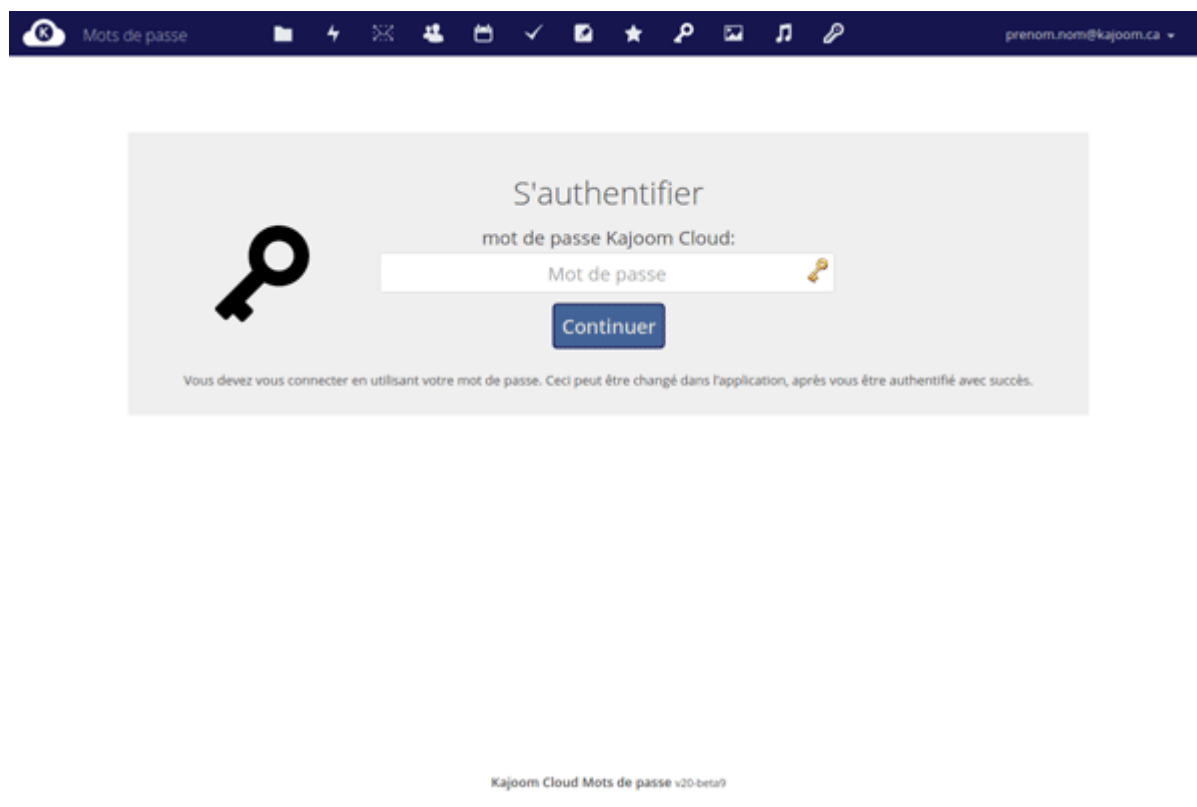 K
Mots de passe
prenom.nom@kajoom.ca
S'authentifier
mot de passe Kajoom Cloud:
Mot de passe
Continuer
Vous devez vous connecter en utilisant votre mot de passe. Ceci peut être changé dans l'application, après vous être authentifié avec succès.
Kajoom Cloud Mots de passe v20-beta9